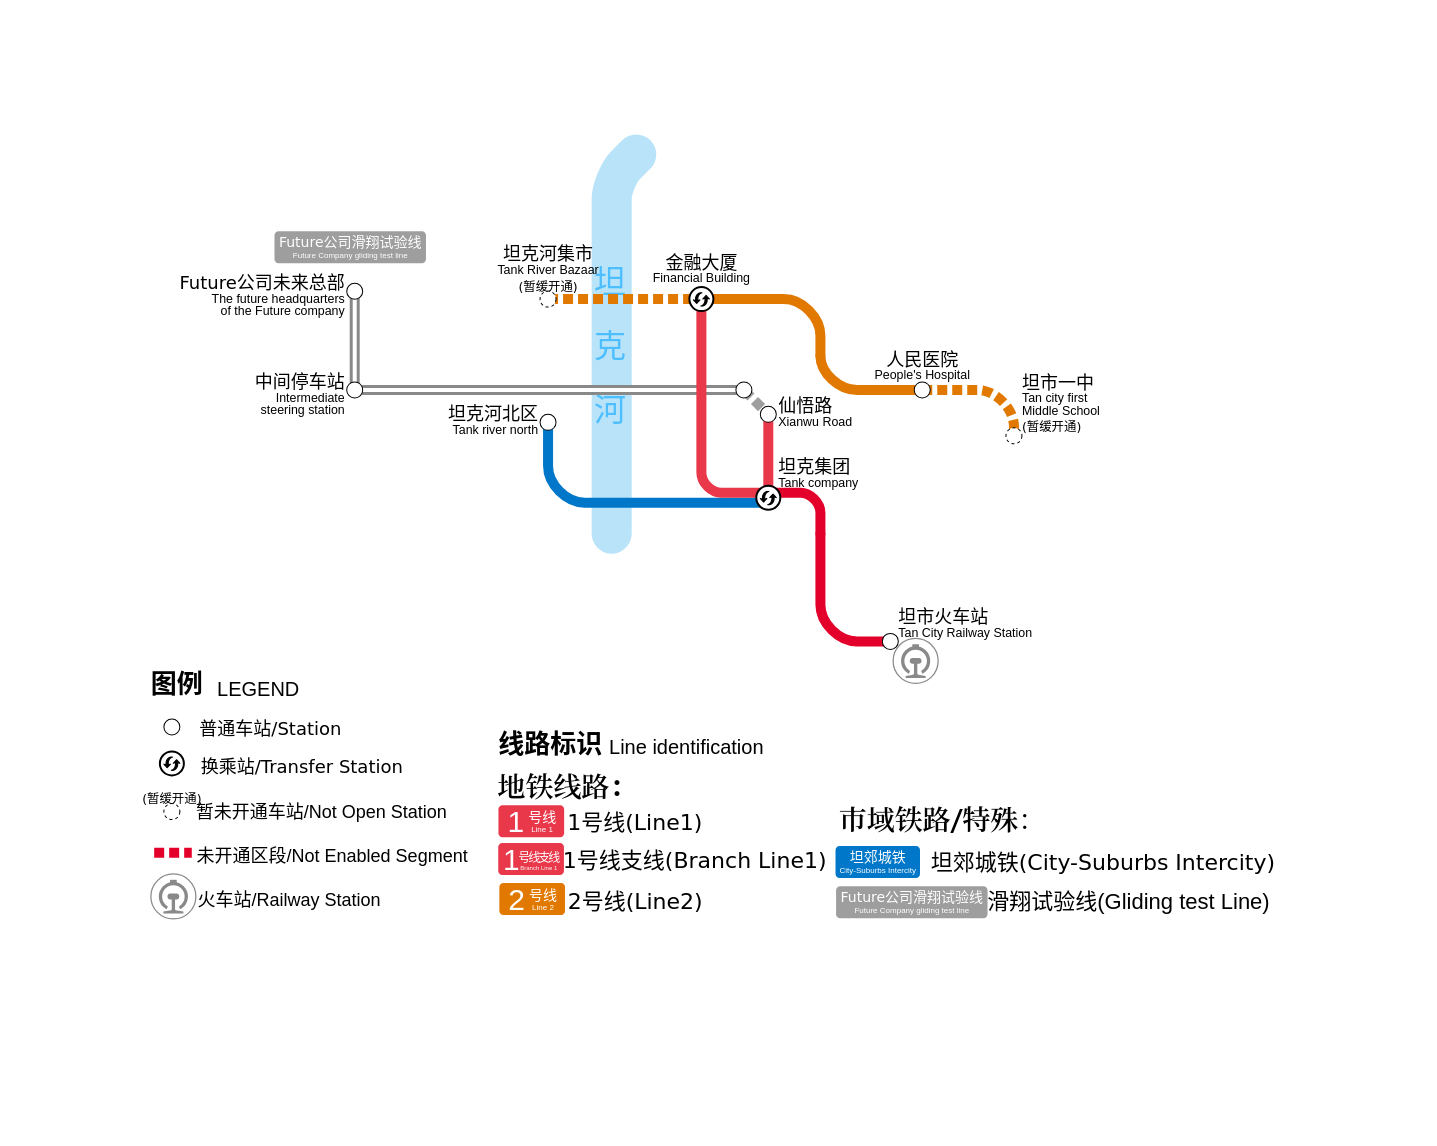 Future公司滑翔试验线
Future Company gliding test line
Future公司未来总部
The future headquarters
of the Future company
中间停车站
Intermediate
steering station
坦克河集市
Tank River Bazaar
(暂缓开通)
坦
克
河
金融大厦
Financial Building
人民医院
People's Hospital
坦市一中
Tan city first
Middle School
(暂缓开通)
坦克河北区
Tank river north
仙悟路
Xianwu Road
坦克集团
Tank company
坦市火车站
Tan City Railway Station
图例 LEGEND
普通车站/Station
换乘站/Transfer Station
(暂缓开通)
暂未开通车站/Not Open Station
未开通区段/Not Enabled Segment
火车站/Railway Station
线路标识 Line identification
地铁线路：
1 号线
Line 1
1号线(Line1)
1 号线支线
Branch Line 1
1号线支线(Branch Line1)
2 号线
Line 2
2号线(Line2)
市域铁路/特殊：
坦郊城铁
City-Suburbs Intercity
坦郊城铁(City-Suburbs Intercity)
Future公司滑翔试验线
Future Company gliding test line
滑翔试验线(Gliding test Line)